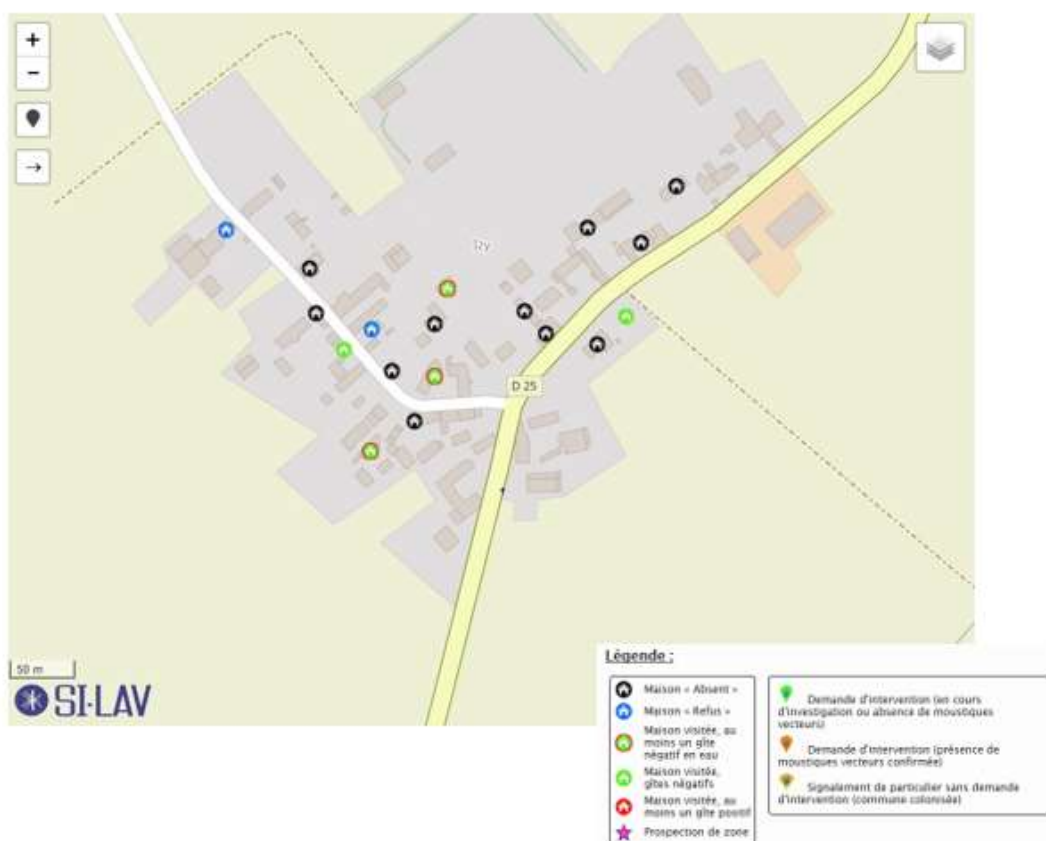 +
−
→
D 25
50 m
SI-LAV
Légende :
Maison « Absent »
Maison « Refus »
Maison visitée, au
moins un gîte
négatif en eau
Maison visitée,
gîtes négatifs
Maison visitée, au
moins un gîte positif
Prospection de zone
Demande d'intervention (en cours
d'investigation ou absence de moustiques
vecteurs)
Demande d'intervention (présence de
moustiques vecteurs confirmée)
Signalement de particulier sans demande
d'intervention (commune colonisée)